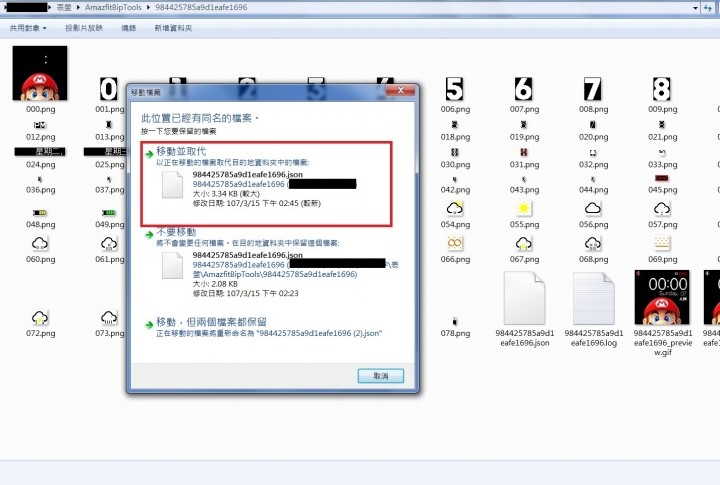 表盤 ▸ AmazfitBipTools ▸ 984425785a9d1eafe1696
共用對象 投影片放映 燒錄 新增資料夾
000.png 001.png 006.png 007.png 008.png 009.png
012.png 013.png 018.png 019.png 020.png 021.png
星期二, 星期三
024.png 025.png 030.png 031.png 032.png 033.png
036.png 037.png 042.png 043.png 044.png 045.png
048.png 049.png 054.png 055.png 056.png 057.png
060.png 061.png 066.png 067.png 068.png 069.png
072.png 073.png 078.png
984425785a9d1eafe1696.json
984425785a9d1eafe1696.log
984425785a9d1eafe1696_preview.gif
移動檔案
此位置已經有同名的檔案。
按一下您要保留的檔案
移動並取代
以正在移動的檔案取代目的地資料夾中的檔案:
984425785a9d1eafe1696.json
984425785a9d1eafe1696 (
大小: 3.34 KB (較大)
修改日期: 107/3/15 下午 02:45 (較新)
不要移動
將不會變更任何檔案。在目的地資料夾中保留這個檔案:
984425785a9d1eafe1696.json
984425785a9d1eafe1696 (
\表
盤\AmazfitBipTools\984425785a9d1eafe1696)
大小: 2.08 KB
修改日期: 107/3/15 下午 02:23
移動，但兩個檔案都保留
正在移動的檔案將重新命名為 "984425785a9d1eafe1696 (2).json"
取消